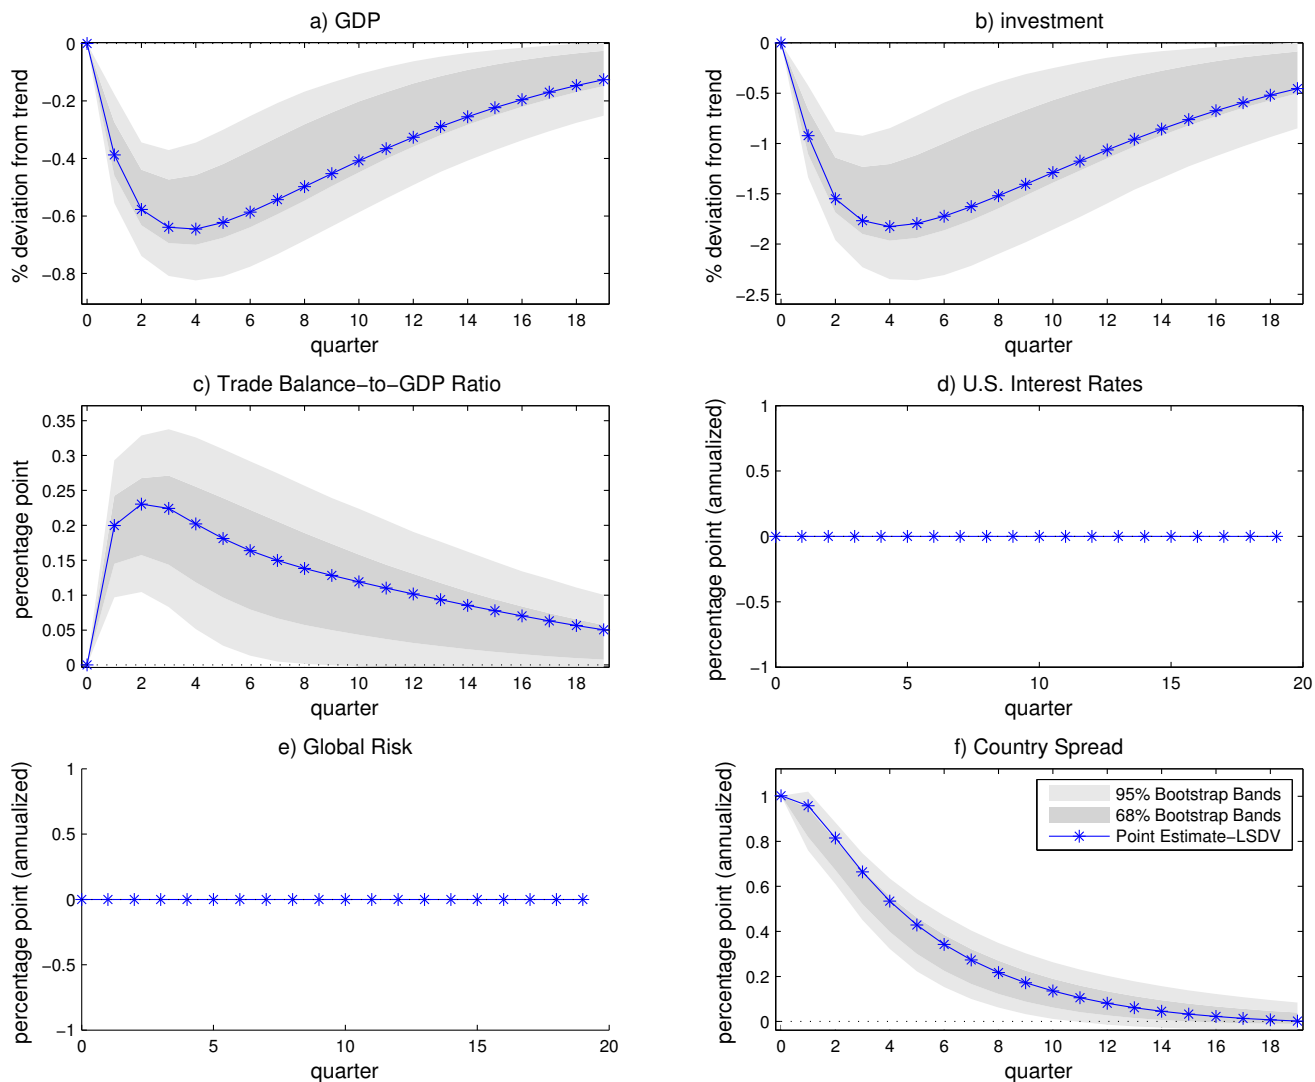 a) GDP
% deviation from trend
0
−0.2
−0.4
−0.6
−0.8
0 2 4 6 8 10 12 14 16 18
quarter
b) investment
% deviation from trend
0
−0.5
−1
−1.5
−2
−2.5
0 2 4 6 8 10 12 14 16 18
quarter
c) Trade Balance−to−GDP Ratio
percentage point
0.35
0.3
0.25
0.2
0.15
0.1
0.05
0
0 2 4 6 8 10 12 14 16 18 20
quarter
d) U.S. Interest Rates
percentage point (annualized)
1
0.5
0
−0.5
−1
0 5 10 15 20
quarter
e) Global Risk
percentage point (annualized)
1
0.5
0
−0.5
−1
0 5 10 15 20
quarter
f) Country Spread
percentage point (annualized)
1
0.8
0.6
0.4
0.2
0
95% Bootstrap Bands
68% Bootstrap Bands
Point Estimate−LSDV
0 2 4 6 8 10 12 14 16 18
quarter